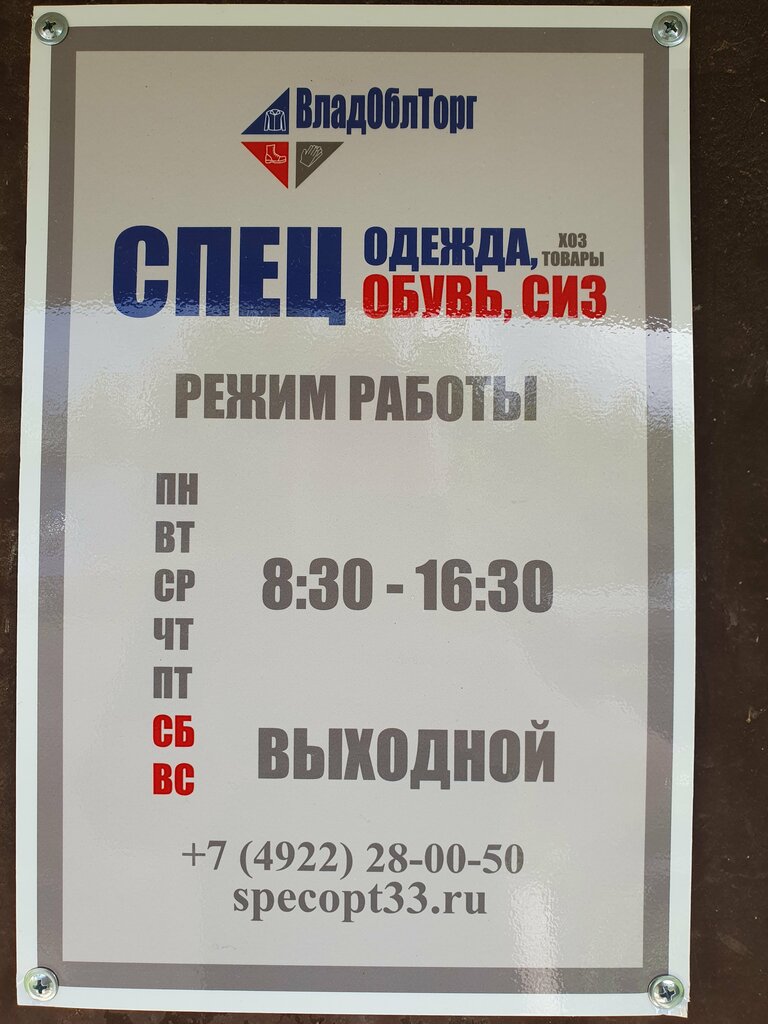 ВладОблТорг
СПЕЦ ОДЕЖДА, ХОЗ ТОВАРЫ
ОБУВЬ, СИЗ
РЕЖИМ РАБОТЫ
ПН
ВТ
СР 8:30 - 16:30
ЧТ
ПТ
СБ ВЫХОДНОЙ
ВС
+7 (4922) 28-00-50
specopt33.ru